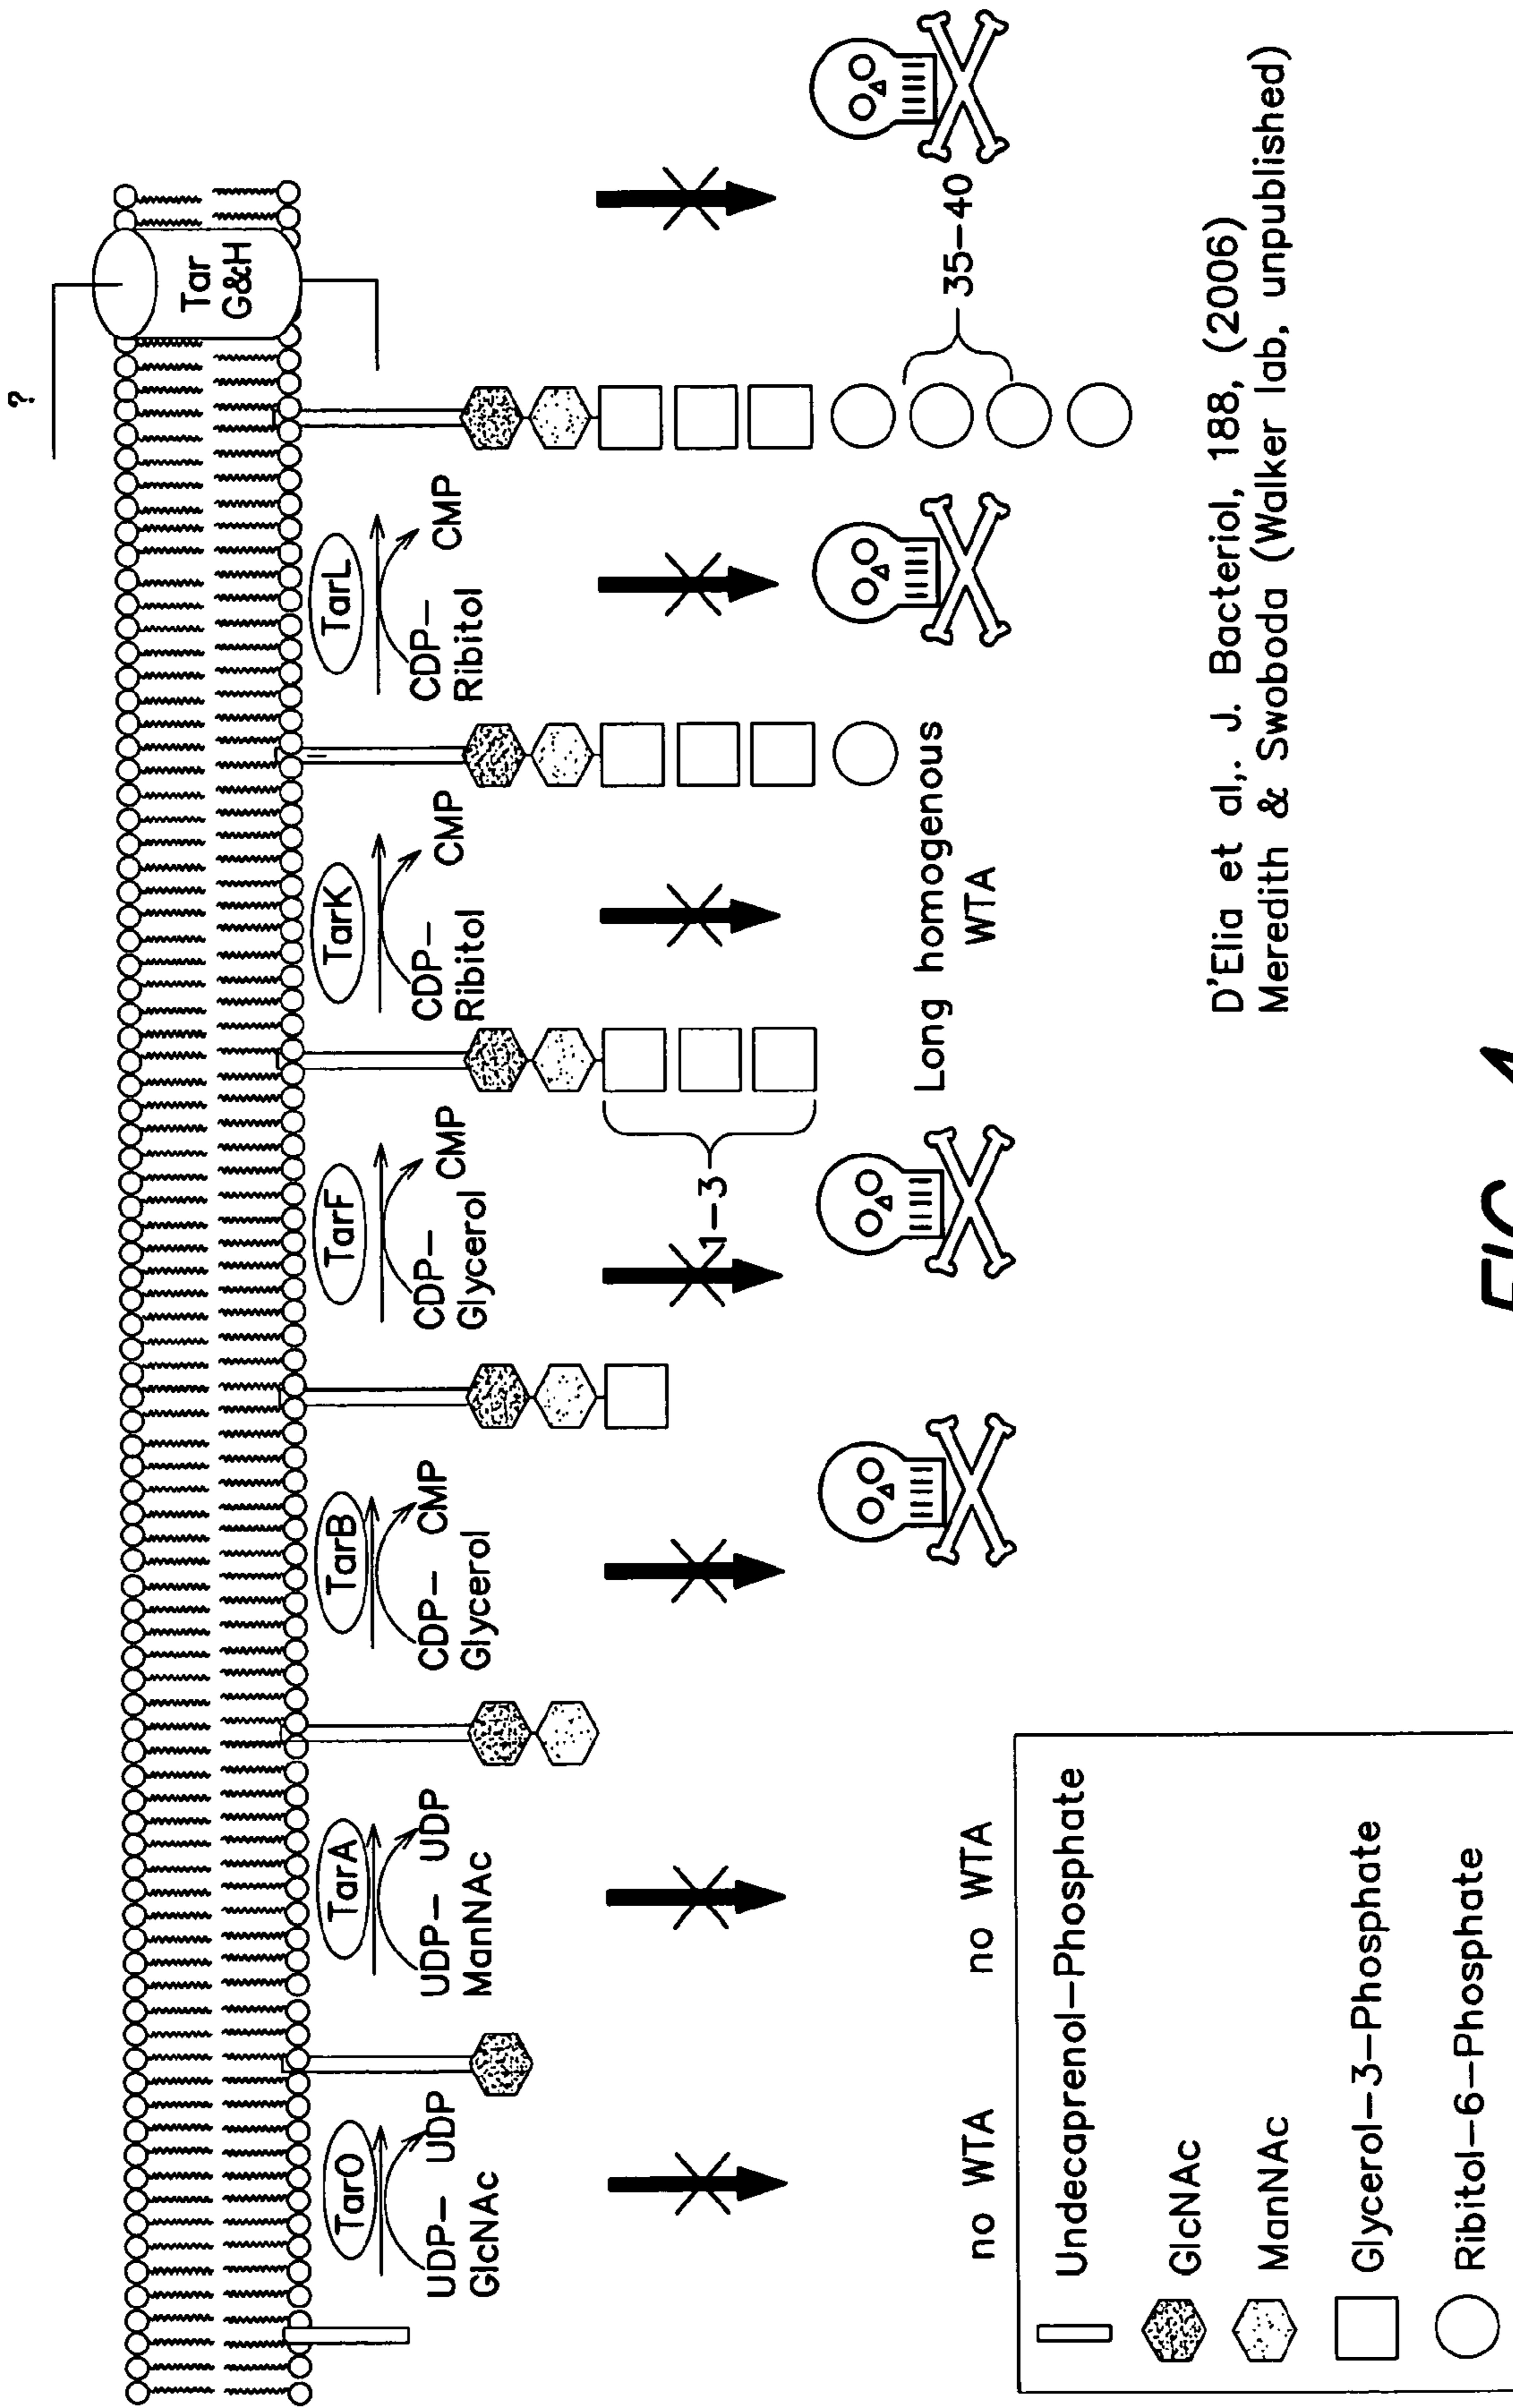 ?
Tar
G&H
TarO
UDP–
GlcNAc
UDP
TarA
UDP–
ManNAc
UDP
TarB
CDP–
Glycerol
CMP
TarF
CDP–
Glycerol
CMP
TarK
CDP–
Ribitol
CMP
TarL
CDP–
Ribitol
CMP
1–3
35–40
no WTA
no WTA
Long homogenous
WTA
Undecaprenol–Phosphate
GlcNAc
ManNAc
Glycerol–3–Phosphate
Ribitol–6–Phosphate
D'Elia et al,. J. Bacteriol, 188, (2006)
Meredith & Swoboda (Walker lab, unpublished)